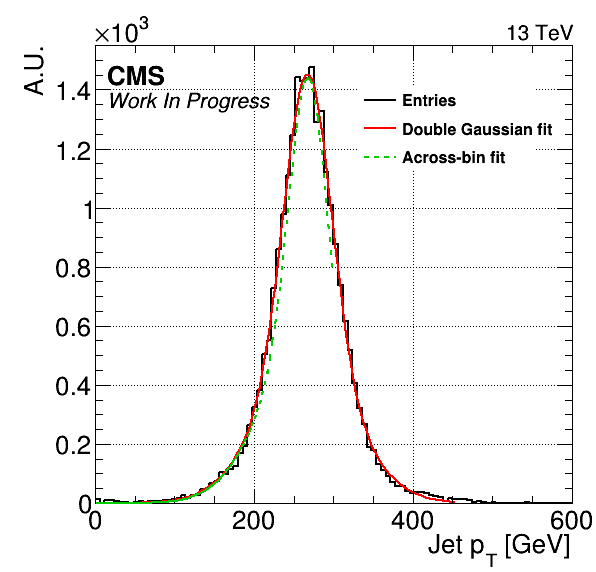 ×10³
13 TeV
A.U.
CMS
Work In Progress
Entries
Double Gaussian fit
Across-bin fit
1.4
1.2
1
0.8
0.6
0.4
0.2
0
0 200 400 600
Jet p_T [GeV]